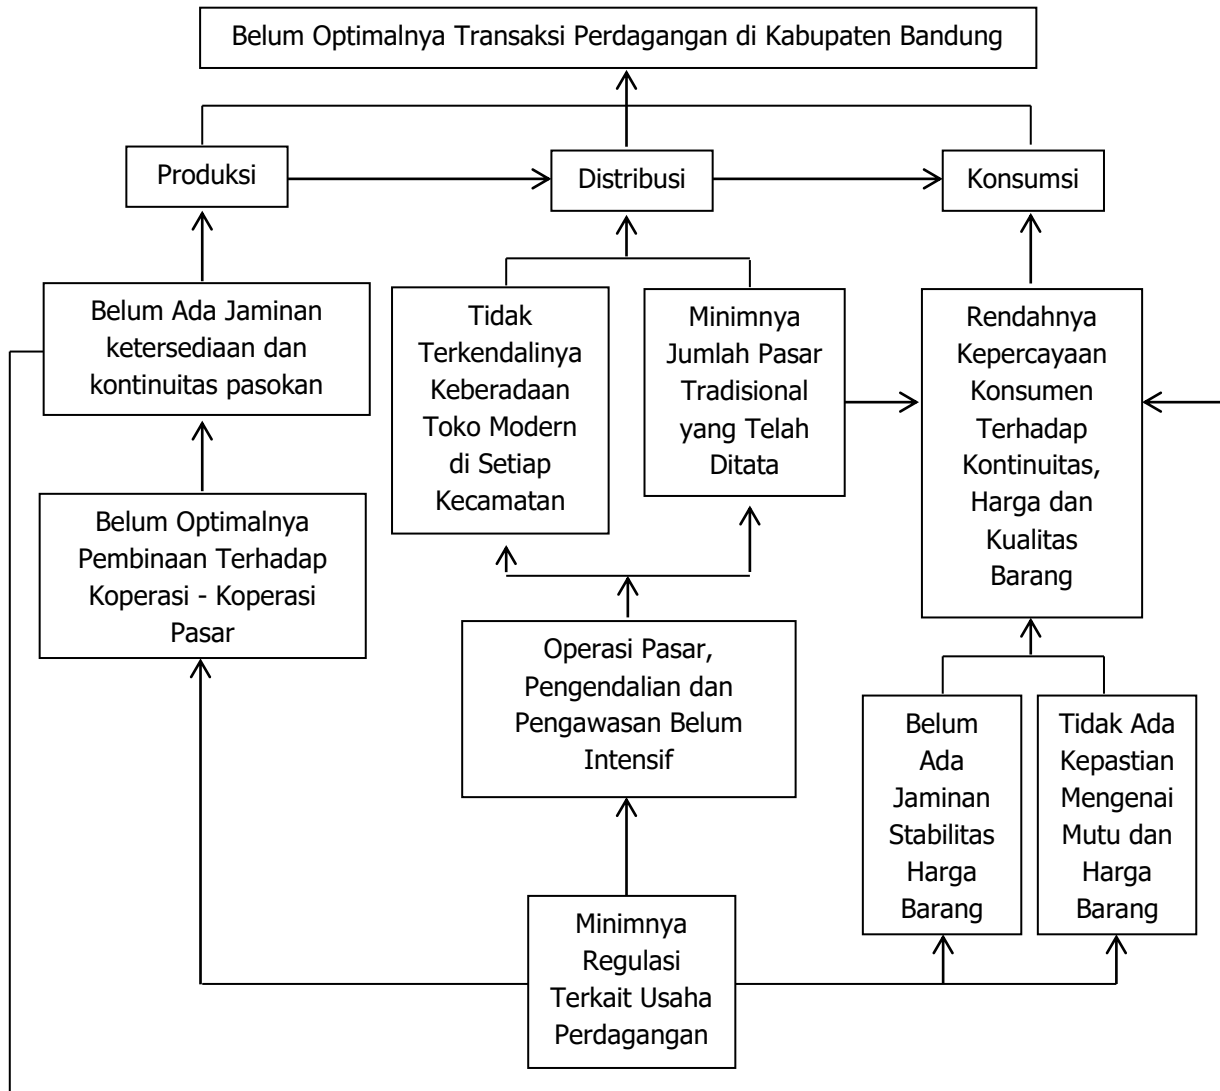 Belum Optimalnya Transaksi Perdagangan di Kabupaten Bandung
Produksi
Distribusi
Konsumsi
Belum Ada Jaminan
ketersediaan dan
kontinuitas pasokan
Tidak
Terkendalinya
Keberadaan
Toko Modern
di Setiap
Kecamatan
Minimnya
Jumlah Pasar
Tradisional
yang Telah
Ditata
Rendahnya
Kepercayaan
Konsumen
Terhadap
Kontinuitas,
Harga dan
Kualitas
Barang
Belum Optimalnya
Pembinaan Terhadap
Koperasi - Koperasi
Pasar
Operasi Pasar,
Pengendalian dan
Pengawasan Belum
Intensif
Belum
Ada
Jaminan
Stabilitas
Harga
Barang
Tidak Ada
Kepastian
Mengenai
Mutu dan
Harga
Barang
Minimnya
Regulasi
Terkait Usaha
Perdagangan